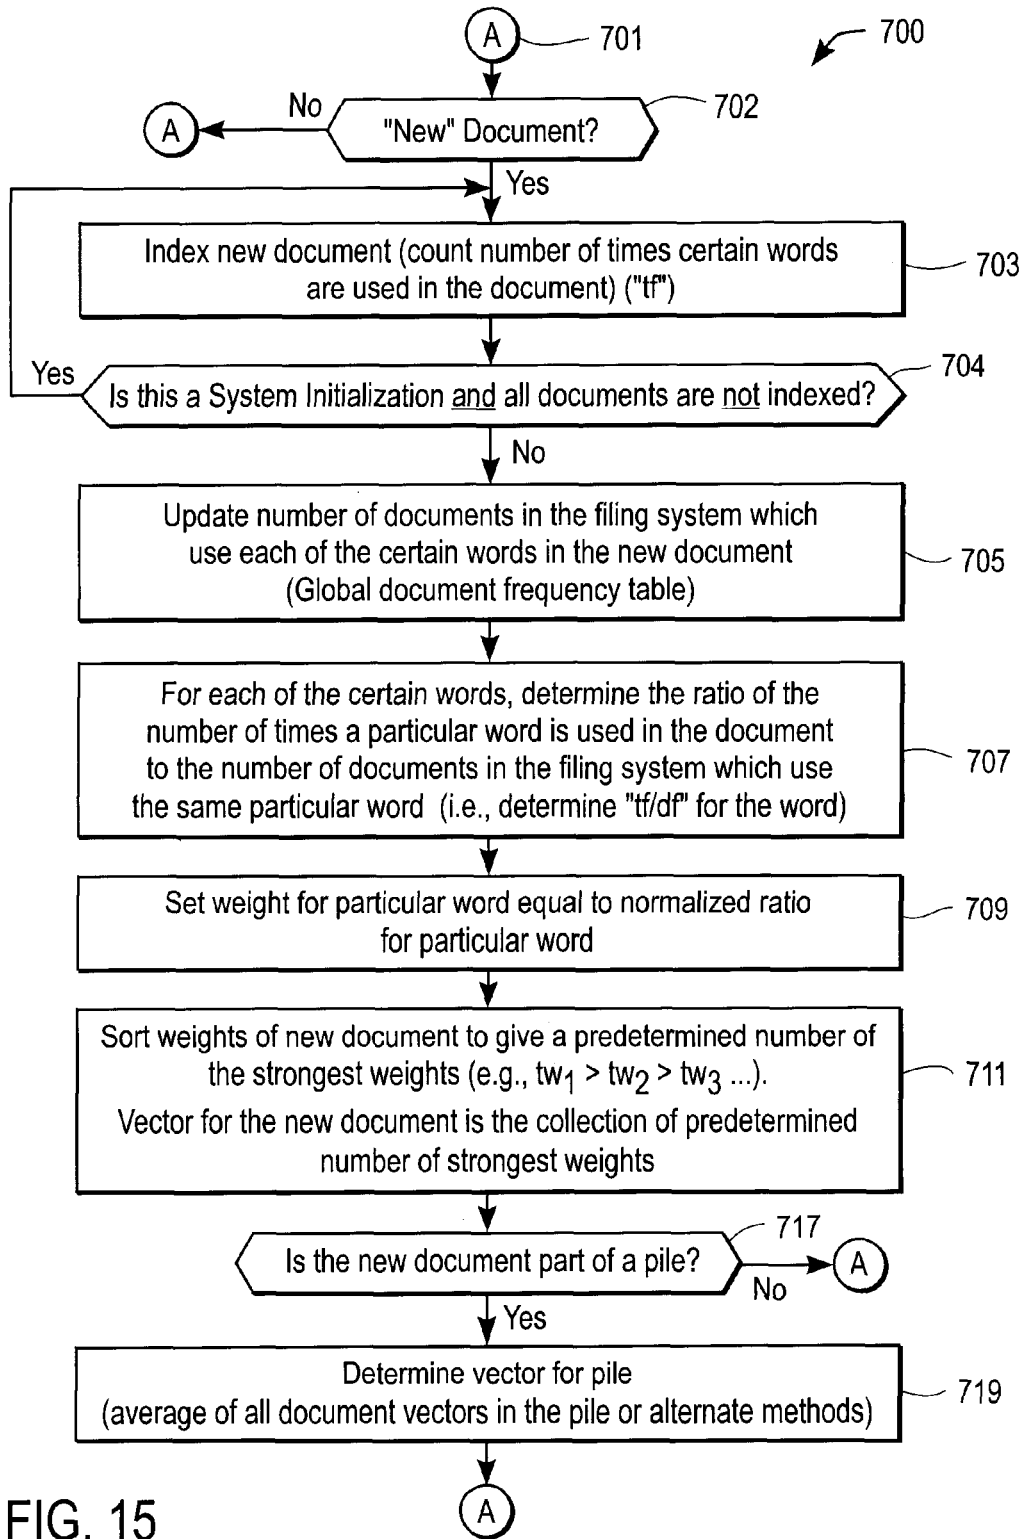 A
701
700
No
A
"New" Document?
702
Yes
Index new document (count number of times certain words
are used in the document) ("tf")
703
Yes
Is this a System Initialization and all documents are not indexed?
704
No
Update number of documents in the filing system which
use each of the certain words in the new document
(Global document frequency table)
705
For each of the certain words, determine the ratio of the
number of times a particular word is used in the document
to the number of documents in the filing system which use
the same particular word (i.e., determine "tf/df" for the word)
707
Set weight for particular word equal to normalized ratio
for particular word
709
Sort weights of new document to give a predetermined number of
the strongest weights (e.g., tw1 > tw2 > tw3 ...).
Vector for the new document is the collection of predetermined
number of strongest weights
711
Is the new document part of a pile?
717
No
A
Yes
Determine vector for pile
(average of all document vectors in the pile or alternate methods)
719
A
FIG. 15